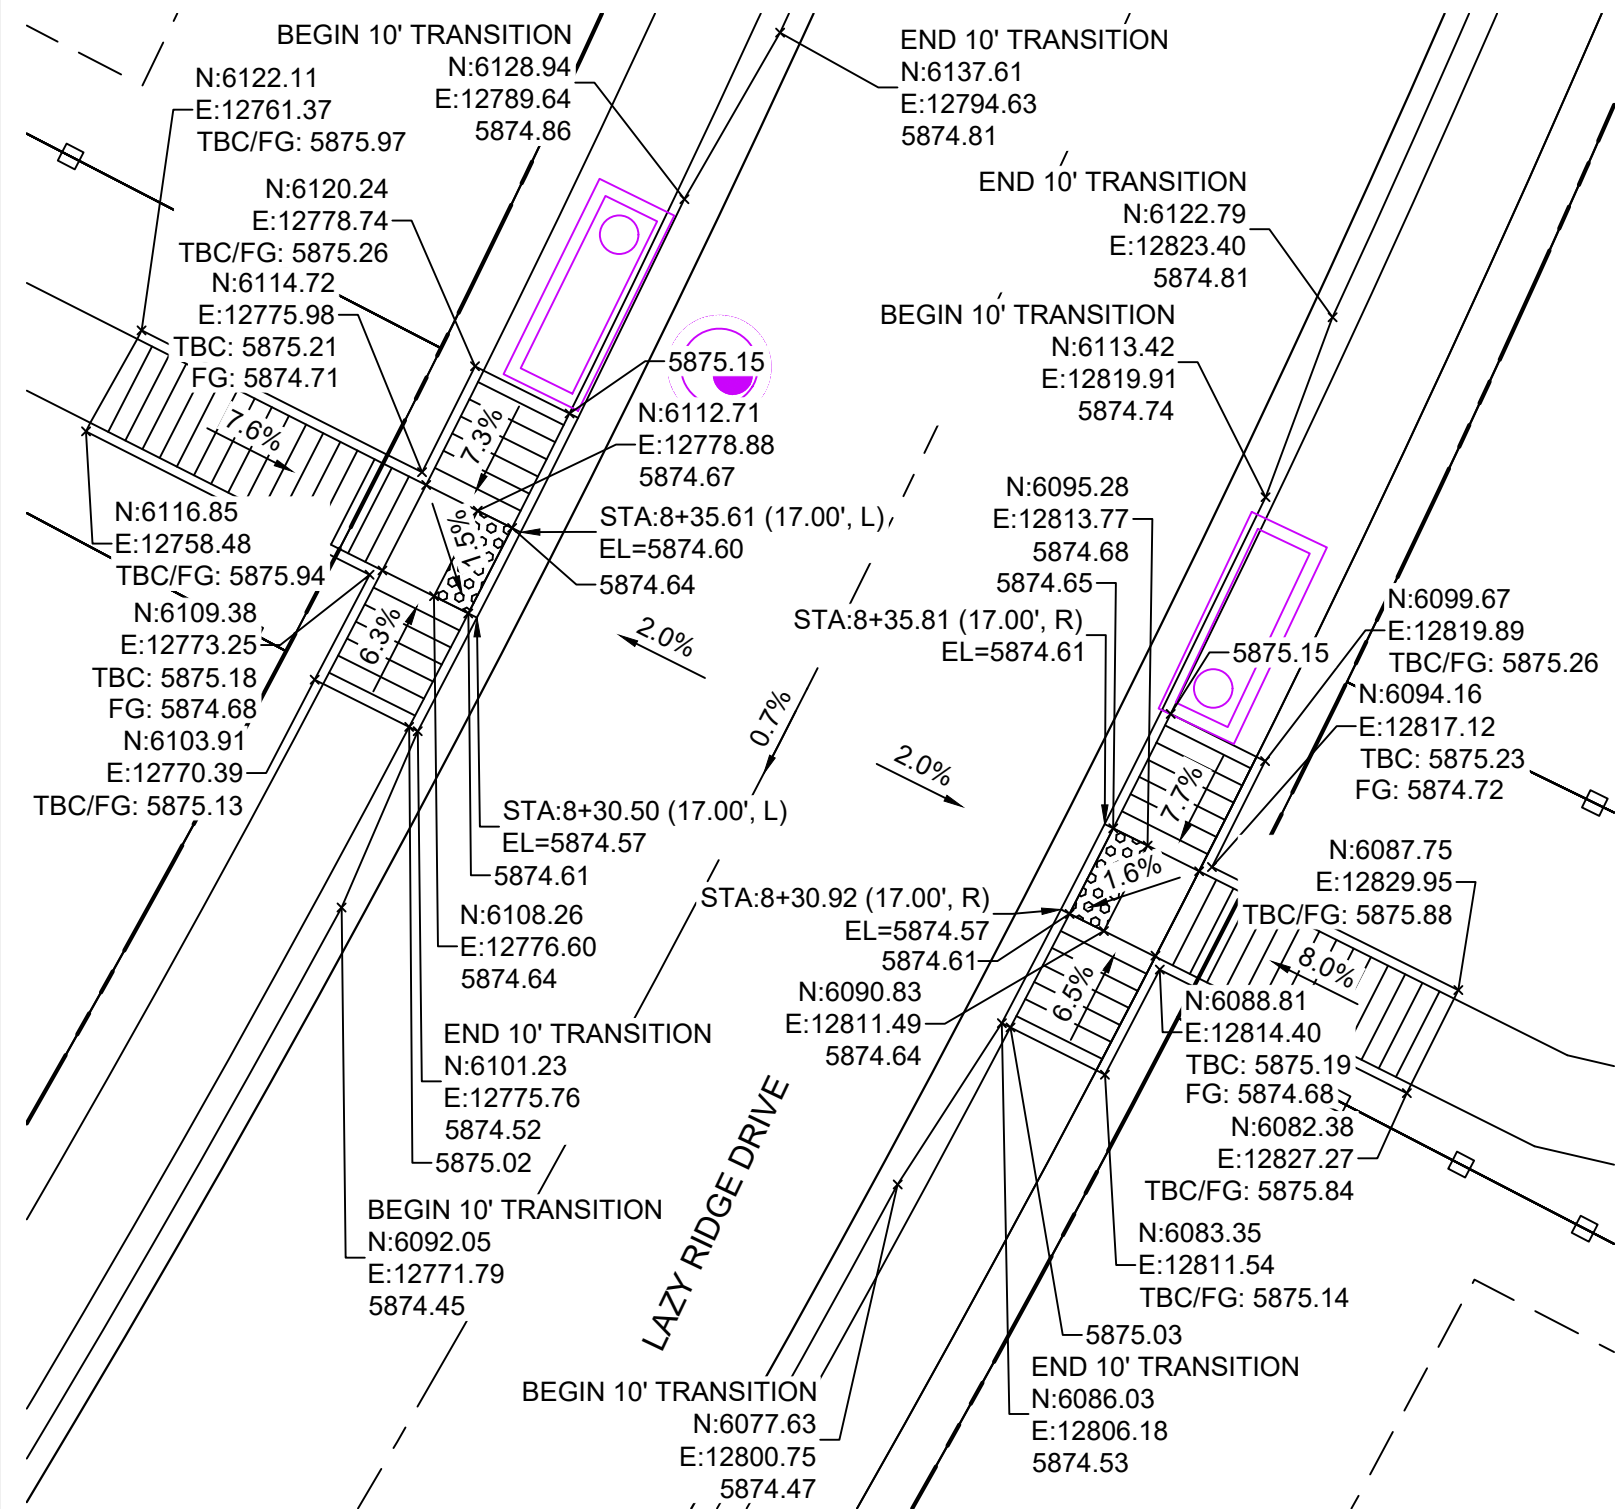 BEGIN 10' TRANSITION
N:6128.94
E:12789.64
5874.86
END 10' TRANSITION
N:6137.61
E:12794.63
5874.81
N:6122.11
E:12761.37
TBC/FG: 5875.97
N:6120.24
E:12778.74
TBC/FG: 5875.26
END 10' TRANSITION
N:6122.79
E:12823.40
5874.81
N:6114.72
E:12775.98
TBC: 5875.21
FG: 5874.71
BEGIN 10' TRANSITION
N:6113.42
E:12819.91
5874.74
5875.15
7.6%
7.3%
N:6112.71
E:12778.88
5874.67
N:6095.28
E:12813.77
5874.68
5874.65
N:6116.85
E:12758.48
TBC/FG: 5875.94
1.5%
STA:8+35.61 (17.00', L)
EL=5874.60
5874.64
N:6109.38
E:12773.25
TBC: 5875.18
FG: 5874.68
6.3%
2.0%
STA:8+35.81 (17.00', R)
EL=5874.61
N:6099.67
E:12819.89
TBC/FG: 5875.26
5875.15
N:6094.16
E:12817.12
TBC: 5875.23
FG: 5874.72
0.7%
2.0%
7.7%
N:6103.91
E:12770.39
TBC/FG: 5875.13
STA:8+30.50 (17.00', L)
EL=5874.57
5874.61
1.6%
N:6087.75
E:12829.95
TBC/FG: 5875.88
STA:8+30.92 (17.00', R)
EL=5874.57
5874.61
N:6108.26
E:12776.60
5874.64
8.0%
6.5%
N:6090.83
E:12811.49
5874.64
N:6088.81
E:12814.40
TBC: 5875.19
FG: 5874.68
END 10' TRANSITION
N:6101.23
E:12775.76
5874.52
5875.02
N:6082.38
E:12827.27
TBC/FG: 5875.84
LAZY RIDGE DRIVE
BEGIN 10' TRANSITION
N:6092.05
E:12771.79
5874.45
N:6083.35
E:12811.54
TBC/FG: 5875.14
5875.03
END 10' TRANSITION
N:6086.03
E:12806.18
5874.53
BEGIN 10' TRANSITION
N:6077.63
E:12800.75
5874.47